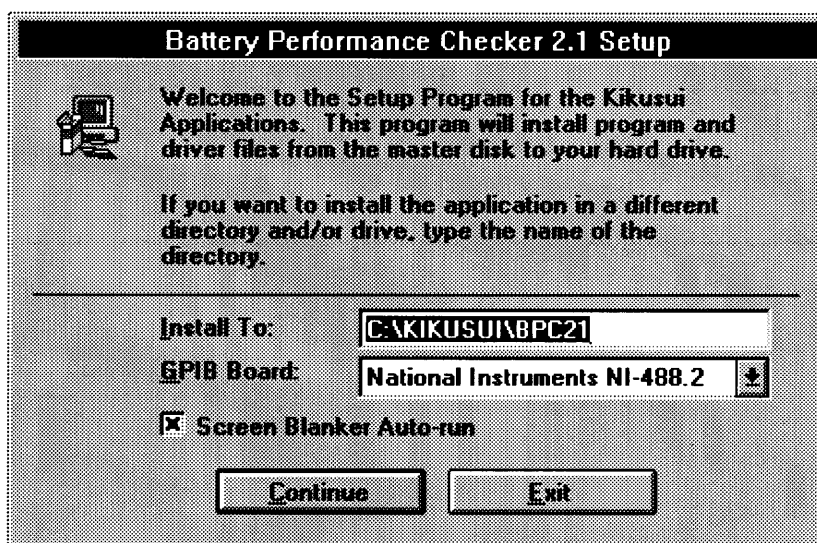 Battery Performance Checker 2.1 Setup
Welcome to the Setup Program for the Kikusui
Applications. This program will install program and
driver files from the master disk to your hard drive.
If you want to install the application in a different
directory and/or drive, type the name of the
directory.
Install To: C:\KIKUSUI\BPC21
GPIB Board: National Instruments NI-488.2
Screen Blanker Auto-run
Continue Exit